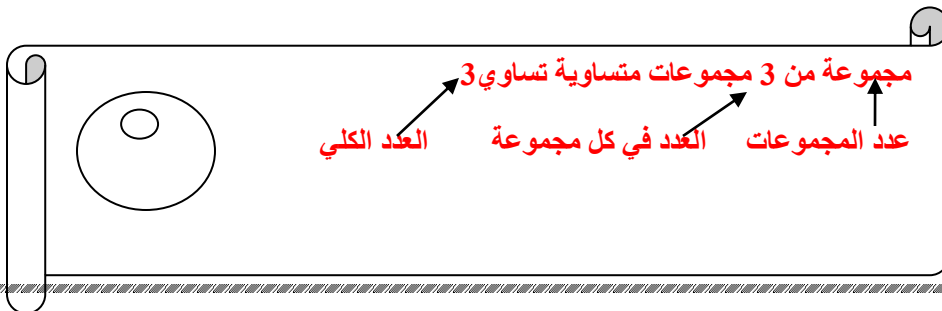 مجموعة من 3 مجموعات متساوية تساوي3
عدد المجموعات العدد في كل مجموعة العدد الكلي